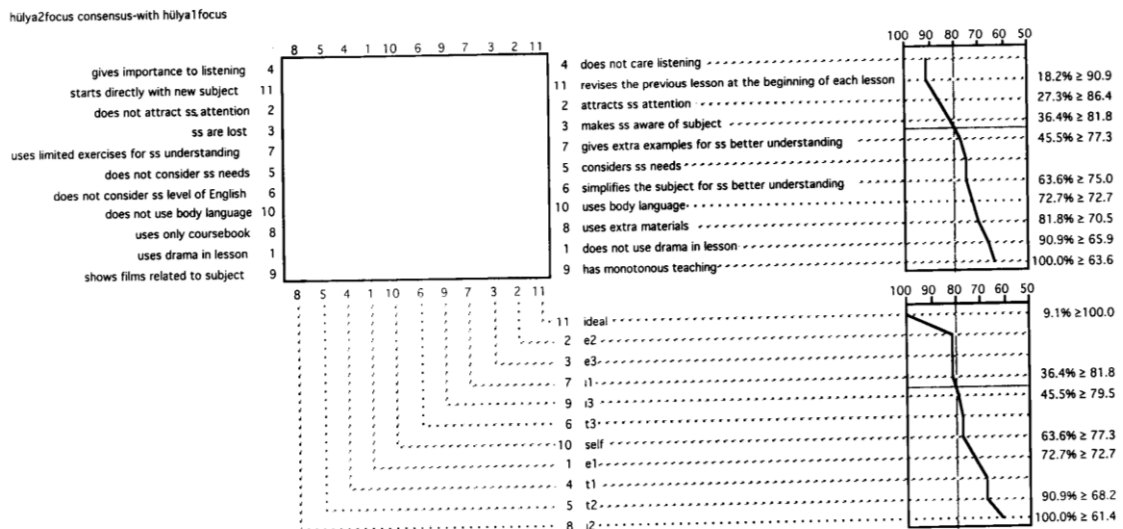 hülya2focus consensus-with hülya1focus
100 90 80 70 60 50
8 5 4 1 10 6 9 7 3 2 11
gives importance to listening 4 4 does not care listening
starts directly with new subject 11 11 revises the previous lesson at the beginning of each lesson 18.2% ≥ 90.9
does not attract ss attention 2 2 attracts ss attention 27.3% ≥ 86.4
ss are lost 3 3 makes ss aware of subject 36.4% ≥ 81.8
uses limited exercises for ss understanding 7 7 gives extra examples for ss better understanding 45.5% ≥ 77.3
does not consider ss needs 5 5 considers ss needs
does not consider ss level of English 6 6 simplifies the subject for ss better understanding 63.6% ≥ 75.0
does not use body language 10 10 uses body language 72.7% ≥ 72.7
uses only coursebook 8 8 uses extra materials 81.8% ≥ 70.5
uses drama in lesson 1 1 does not use drama in lesson 90.9% ≥ 65.9
shows films related to subject 9 9 has monotonous teaching 100.0% ≥ 63.6
8 5 4 1 10 6 9 7 3 2 11
100 90 80 70 60 50
11 ideal 9.1% ≥100.0
2 e2
3 e3
7 i1 36.4% ≥ 81.8
9 i3 45.5% ≥ 79.5
6 t3
10 self 63.6% ≥ 77.3
1 e1 72.7% ≥ 72.7
4 t1
5 t2 90.9% ≥ 68.2
8 i2 100.0% ≥ 61.4